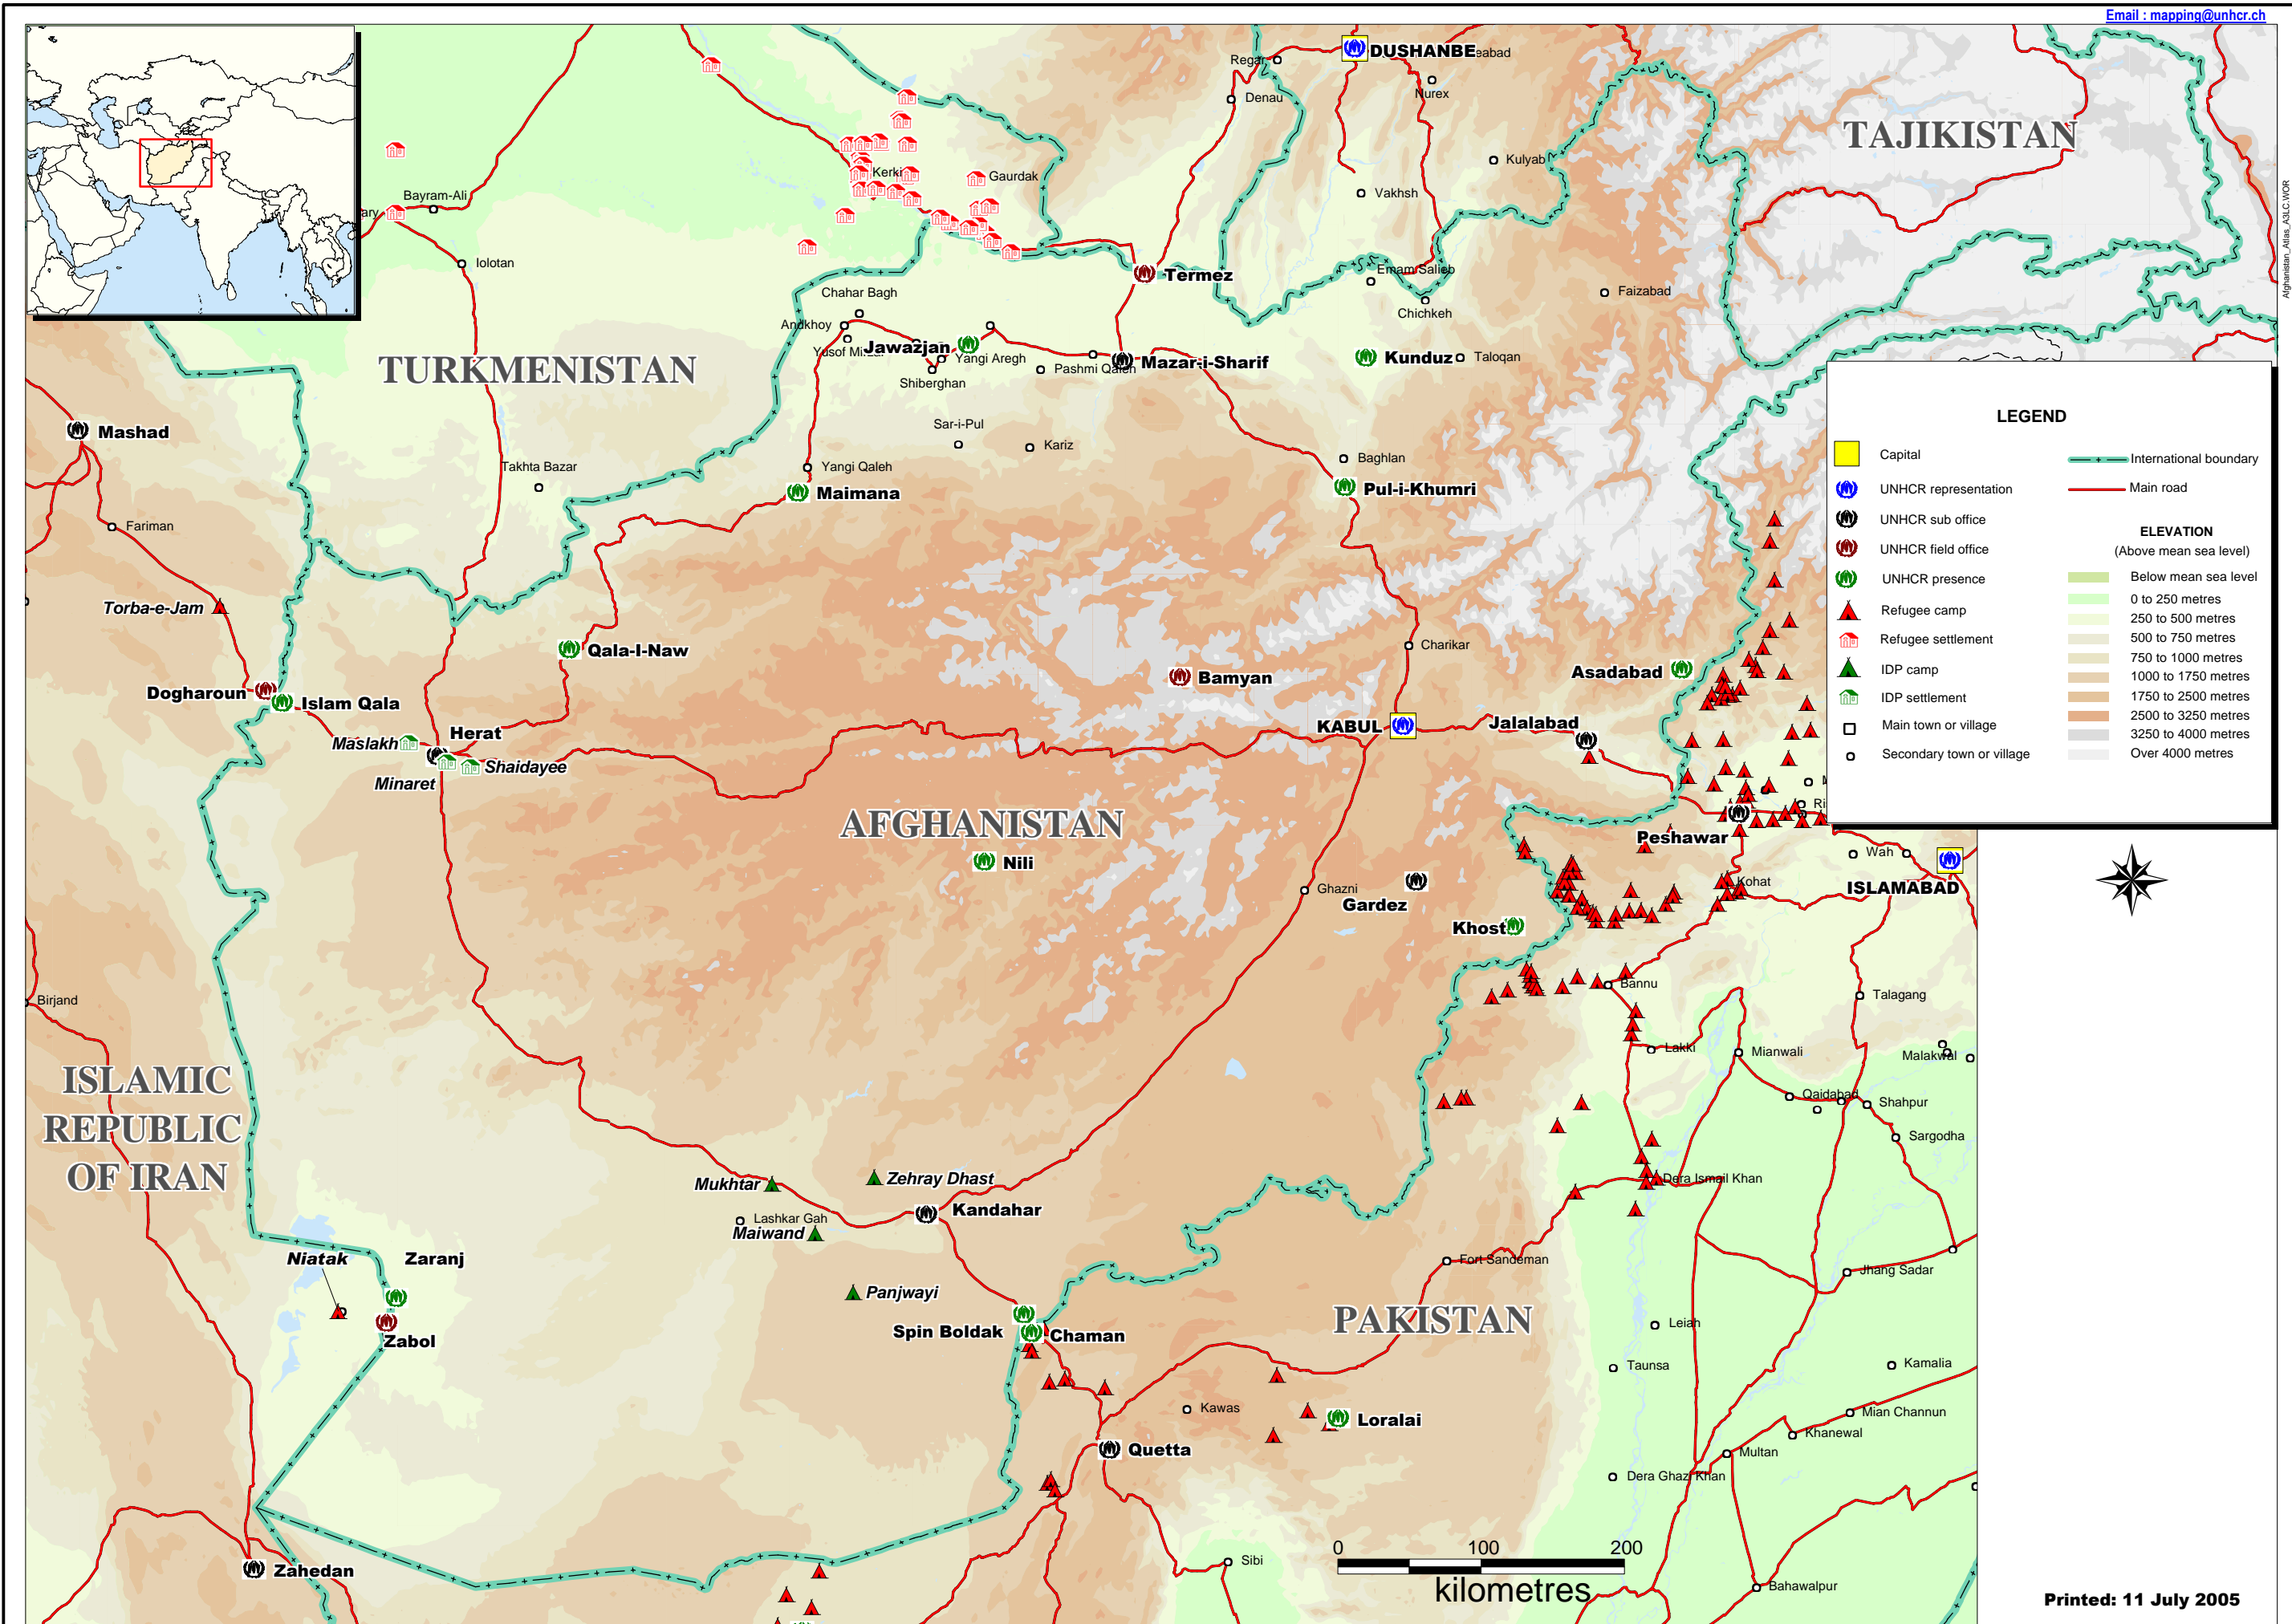 Email : mapping@unhcr.ch
Afghanistan_Atlas_A3LC.WOR
DUSHANBE
Regar
Denau
Nurex
TAJIKISTAN
Kulyab
Vakhsh
Kerki
Gaurdak
Bayram-Ali
Iolotan
Termez
Emam Salieb
Chichkeh
Faizabad
Chahar Bagh
Andkhoy
Jawazjan
Yangi Aregh
Shiberghan
Pashmi Qaleh
Mazar-i-Sharif
Kunduz
Taloqan
TURKMENISTAN
Mashad
Sar-i-Pul
Kariz
Takhta Bazar
Yangi Qaleh
Maimana
Baghlan
Pul-i-Khumri
Fariman
Torba-e-Jam
Qala-I-Naw
Charikar
Bamyan
Asadabad
Dogharoun
Islam Qala
Herat
Maslakh
Shaidayee
Minaret
KABUL
Jalalabad
AFGHANISTAN
Nili
Peshawar
Wah
ISLAMABAD
Kohat
Ghazni
Gardez
Khost
Bannu
Talagang
Birjand
Lakki
Mianwali
Malakwal
ISLAMIC
REPUBLIC
OF IRAN
Qaidabad
Shahpur
Sargodha
Mukhtar
Zehray Dhast
Dera Ismail Khan
Kandahar
Lashkar Gah
Maiwand
Niatak
Zaranj
Fort Sandeman
Jhang Sadar
Panjwayi
Zabol
Spin Boldak
Chaman
PAKISTAN
Leiah
Taunsa
Kamalia
Kawas
Loralai
Mian Channun
Khanewal
Quetta
Multan
Dera Ghazi Khan
Zahedan
Sibi
Bahawalpur
0 100 200
kilometres
LEGEND
Capital
UNHCR representation
UNHCR sub office
UNHCR field office
UNHCR presence
Refugee camp
Refugee settlement
IDP camp
IDP settlement
Main town or village
Secondary town or village
International boundary
Main road
ELEVATION
(Above mean sea level)
Below mean sea level
0 to 250 metres
250 to 500 metres
500 to 750 metres
750 to 1000 metres
1000 to 1750 metres
1750 to 2500 metres
2500 to 3250 metres
3250 to 4000 metres
Over 4000 metres
Printed: 11 July 2005